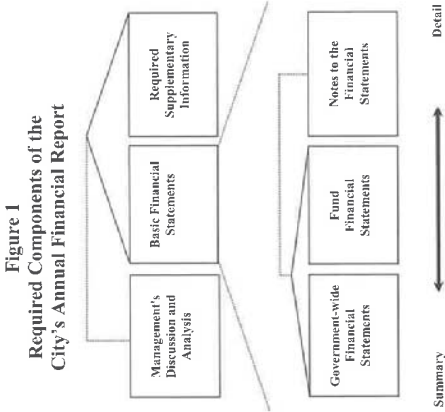 Figure 1
Required Components of the
City's Annual Financial Report
Management's
Discussion and
Analysis
Basic Financial
Statements
Required
Supplementary
Information
Government-wide
Financial
Statements
Fund
Financial
Statements
Notes to the
Financial
Statements
Summary
Detail